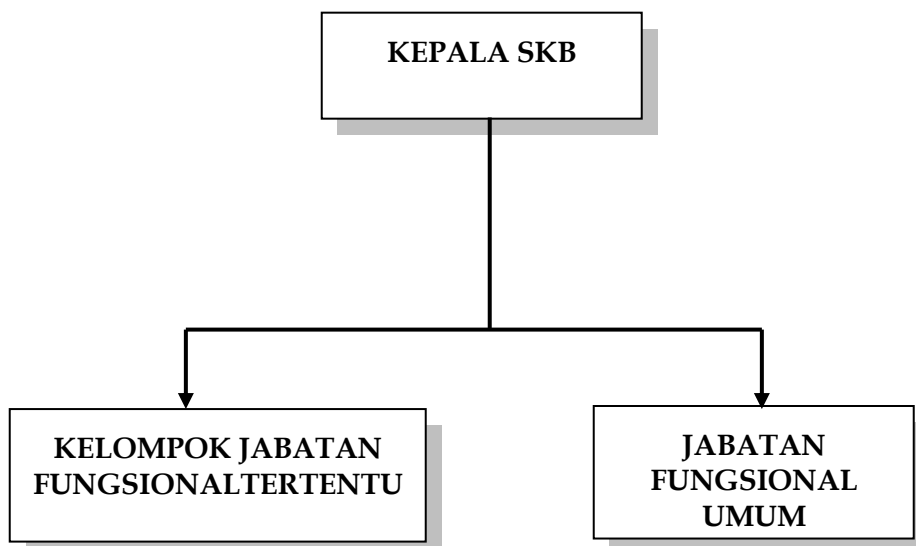 KEPALA SKB
KELOMPOK JABATAN
FUNGSIONALTERTENTU
JABATAN
FUNGSIONAL
UMUM